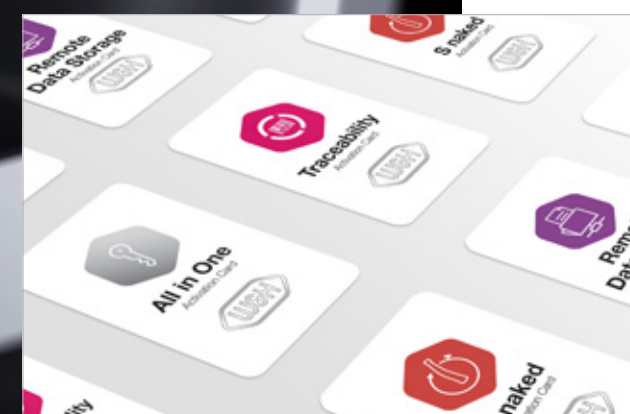 Remote
Data Storage
Activation Card
W&H
S naked
Activation Card
W&H
Traceability
Activation Card
W&H
All in One
Activation Card
W&H
naked